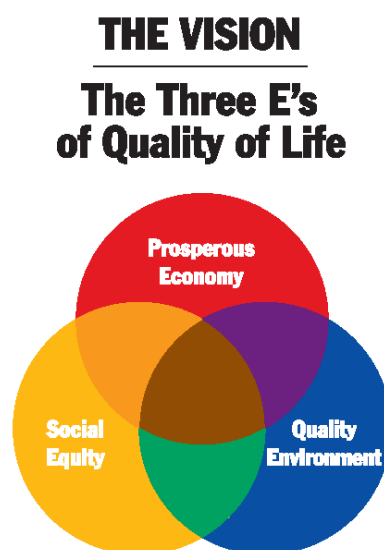 THE VISION
The Three E's
of Quality of Life
Prosperous
Economy
Social
Equity
Quality
Environment